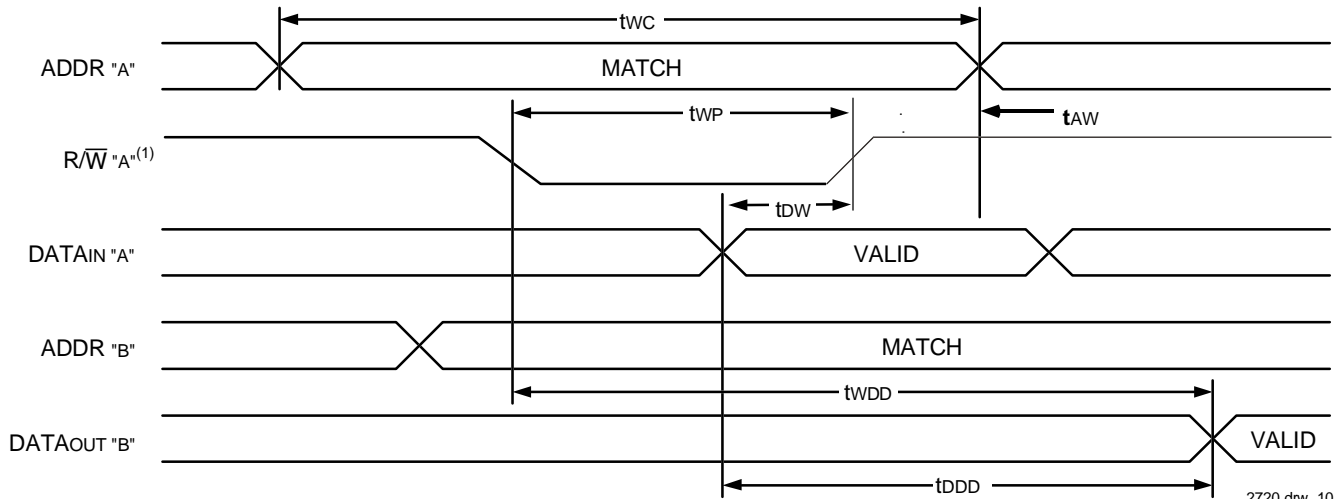 tWC
ADDR "A"
MATCH
tWP
tAW
R/W̅ "A"(1)
tDW
DATAIN "A"
VALID
ADDR "B"
MATCH
tWDD
DATAOUT "B"
VALID
tDDD
2720 drw 10